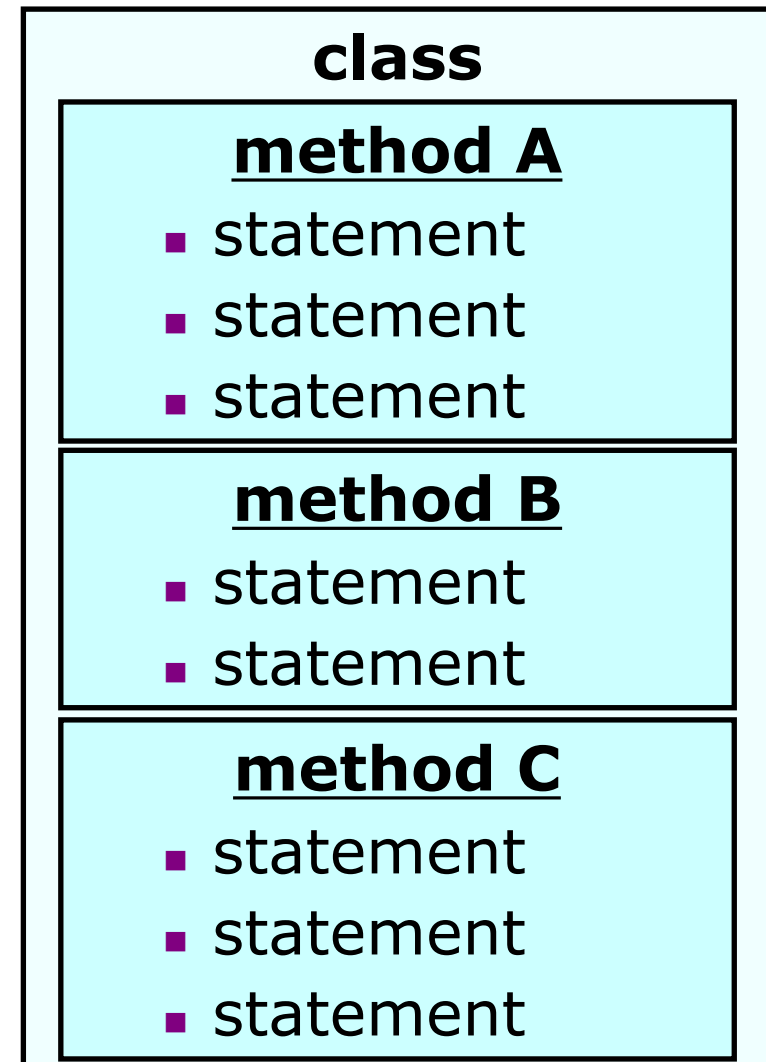 class
method A
statement
statement
statement
method B
statement
statement
method C
statement
statement
statement